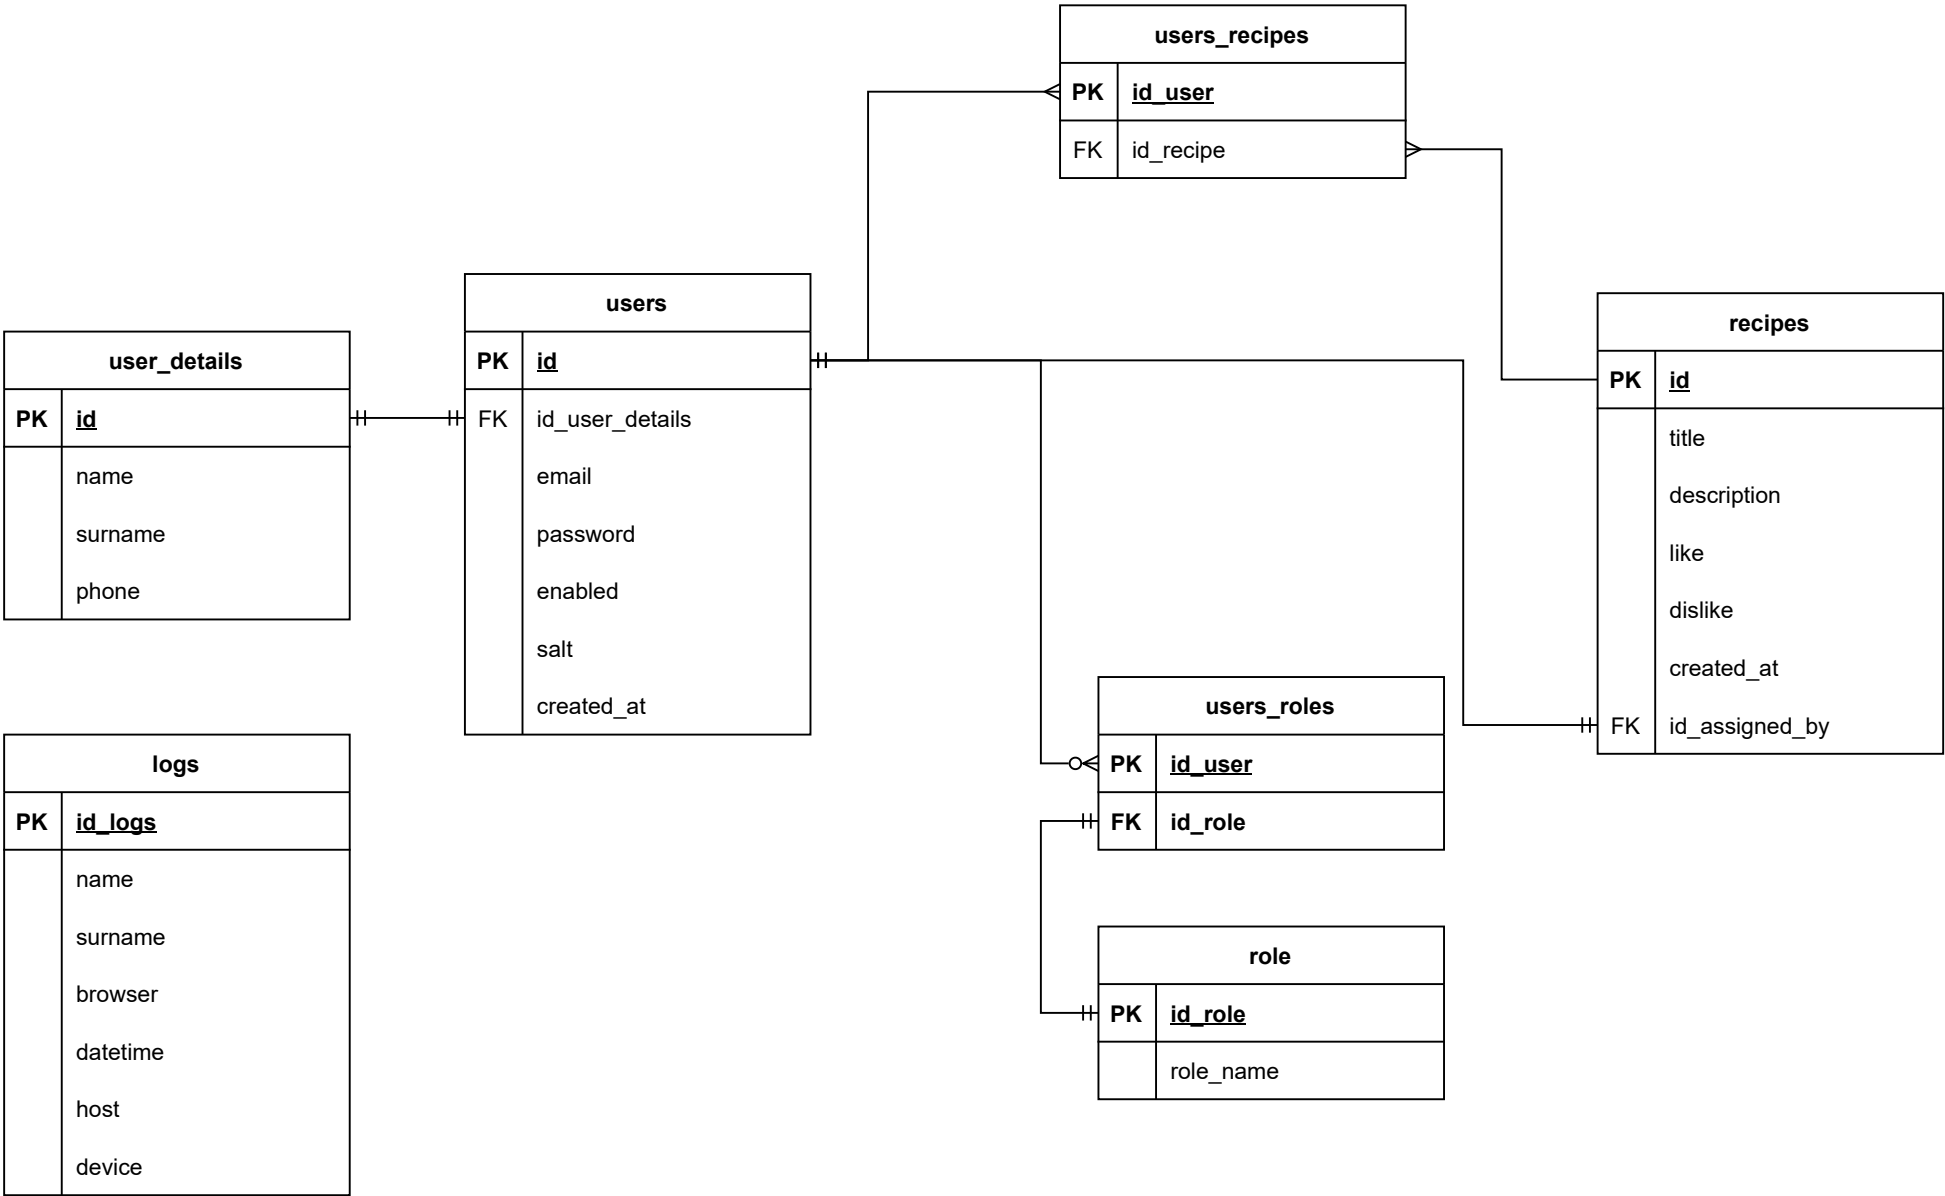 users_recipes
PK id_user
FK id_recipe
users
PK id
FK id_user_details
email
password
enabled
salt
created_at
user_details
PK id
name
surname
phone
recipes
PK id
title
description
like
dislike
created_at
FK id_assigned_by
users_roles
PK id_user
FK id_role
logs
PK id_logs
name
surname
browser
datetime
host
device
role
PK id_role
role_name